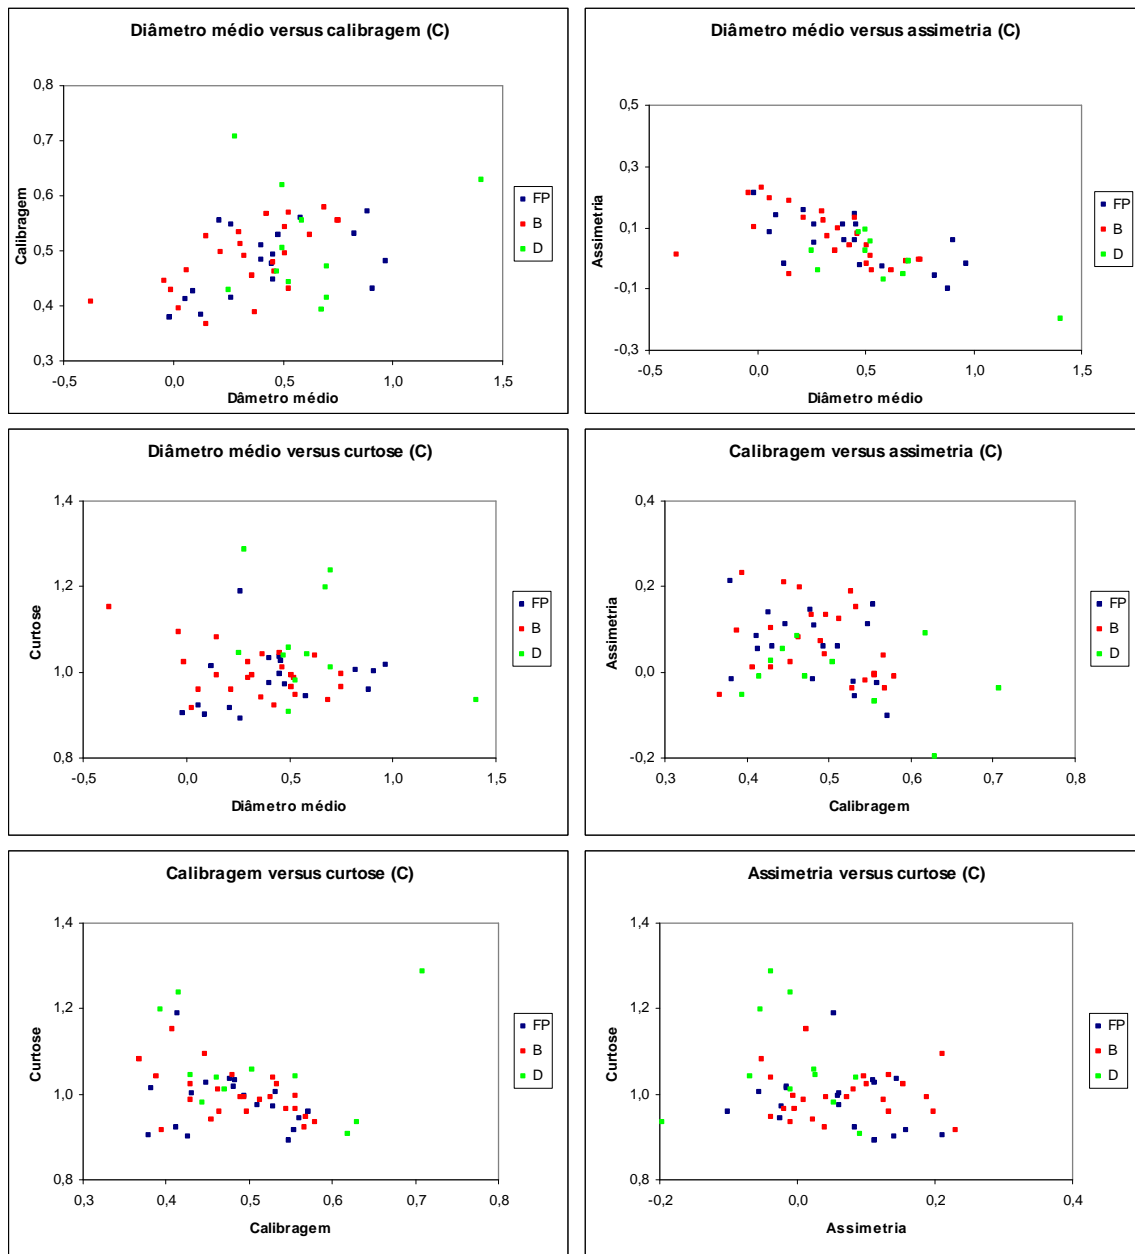 Diâmetro médio versus calibragem (C)
0,8
0,7
0,6
0,5
0,4
0,3
-0,5 0,0 0,5 1,0 1,5
Calibragem
Dâmetro médio
FP
B
D
Diâmetro médio versus assimetria (C)
0,5
0,3
0,1
-0,1
-0,3
-0,5 0,0 0,5 1,0 1,5
Assimetria
Diâmetro médio
FP
B
D
Diâmetro médio versus curtose (C)
1,4
1,2
1,0
0,8
-0,5 0,0 0,5 1,0 1,5
Curtose
Diâmetro médio
FP
B
D
Calibragem versus assimetria (C)
0,4
0,2
0,0
-0,2
0,3 0,4 0,5 0,6 0,7 0,8
Assimetria
Calibragem
FP
B
D
Calibragem versus curtose (C)
1,4
1,2
1,0
0,8
0,3 0,4 0,5 0,6 0,7 0,8
Curtose
Calibragem
FP
B
D
Assimetria versus curtose (C)
1,4
1,2
1,0
0,8
-0,2 0,0 0,2 0,4
Curtose
Assimetria
FP
B
D